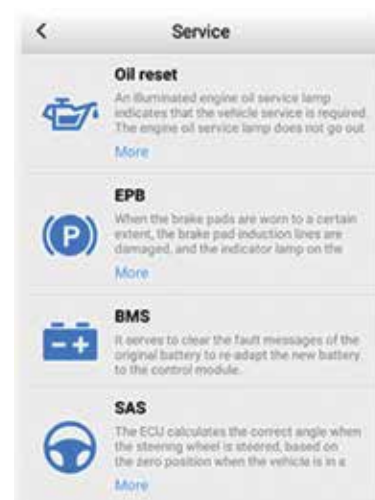 Service
Oil reset
An illuminated engine oil service lamp
indicates that the vehicle service is required.
The engine oil service lamp does not go out
More
EPB
When the brake pads are worn to a certain
extent, the brake pad induction lines are
damaged, and the indicator lamp on the
More
BMS
It serves to clear the fault messages of the
original battery to re-adapt the new battery
to the control module.
SAS
The ECU calculates the correct angle when
the steering wheel is steered, based on
the zero position when the vehicle is in a
More